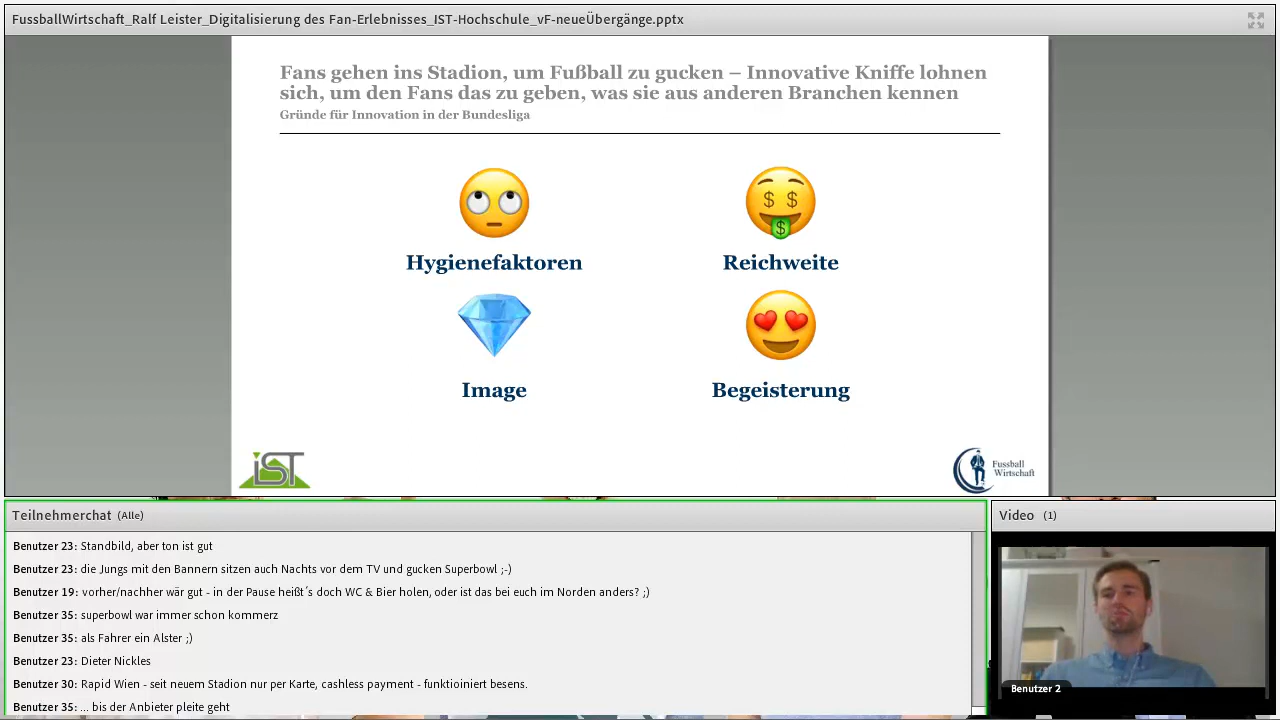 FussballWirtschaft_Ralf Leister_Digitalisierung des Fan-Erlebnisses_IST-Hochschule_vF-neueÜbergänge.pptx
Fans gehen ins Stadion, um Fußball zu gucken – Innovative Kniffe lohnen
sich, um den Fans das zu geben, was sie aus anderen Branchen kennen
Gründe für Innovation in der Bundesliga
Hygienefaktoren
Reichweite
Image
Begeisterung
iST
Fussball
Wirtschaft
Teilnehmerchat (Alle)
Benutzer 23: Standbild, aber ton ist gut
Benutzer 23: die Jungs mit den Bannern sitzen auch Nachts vor dem TV und gucken Superbowl ;-)
Benutzer 19: vorher/nachher wär gut - in der Pause heißt´s doch WC & Bier holen, oder ist das bei euch im Norden anders? ;)
Benutzer 35: superbowl war immer schon kommerz
Benutzer 35: als Fahrer ein Alster ;)
Benutzer 23: Dieter Nickles
Benutzer 30: Rapid Wien - seit neuem Stadion nur per Karte, cashless payment - funktioiniert besens.
Benutzer 35: ... bis der Anbieter pleite geht
Video (1)
Benutzer 2